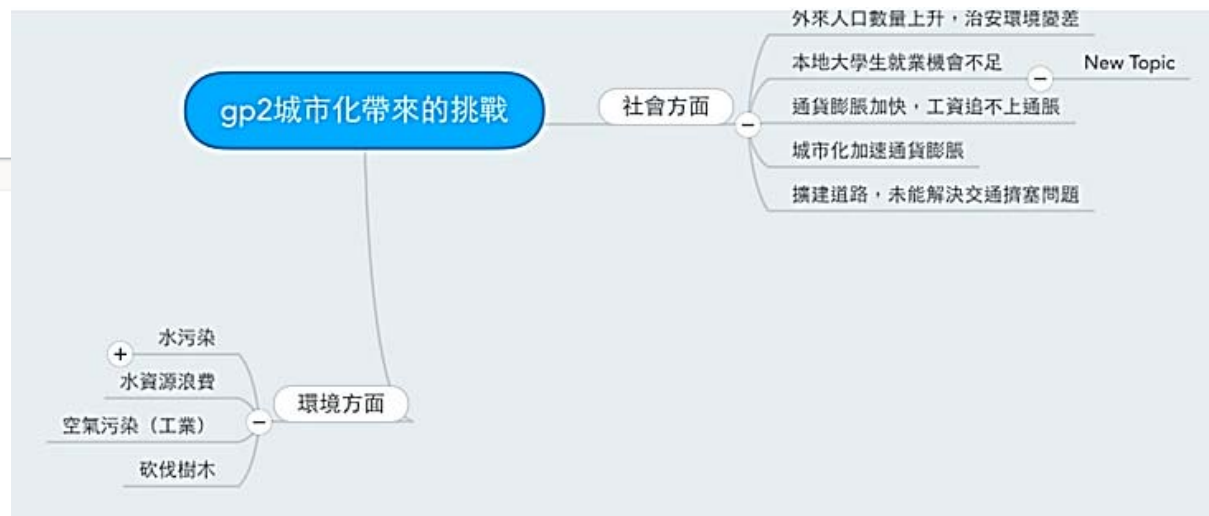 gp2城市化帶來的挑戰
社會方面
外來人口數量上升，治安環境變差
本地大學生就業機會不足
New Topic
通貨膨脹加快，工資追不上通脹
城市化加速通貨膨脹
擴建道路，未能解決交通擠塞問題
環境方面
水污染
水資源浪費
空氣污染（工業）
砍伐樹木